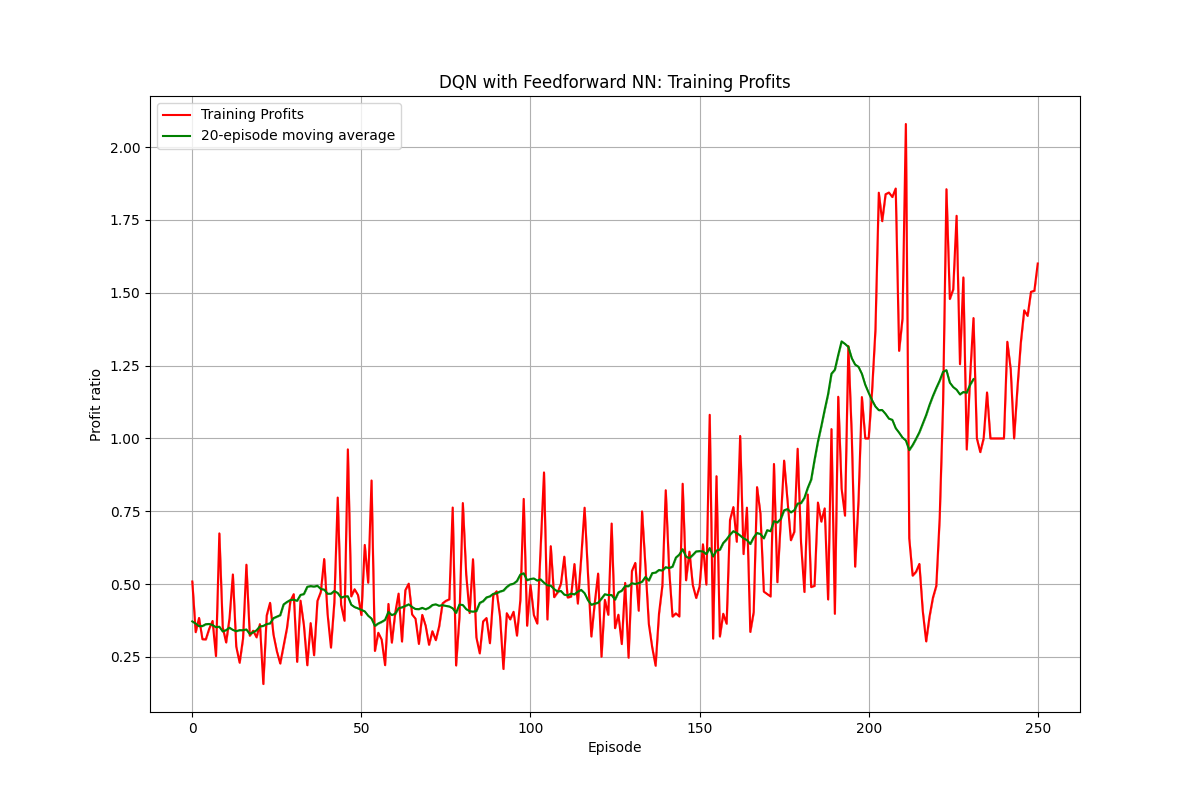 DQN with Feedforward NN: Training Profits
Training Profits
20-episode moving average
2.00
1.75
1.50
1.25
1.00
0.75
0.50
0.25
Profit ratio
0 50 100 150 200 250
Episode